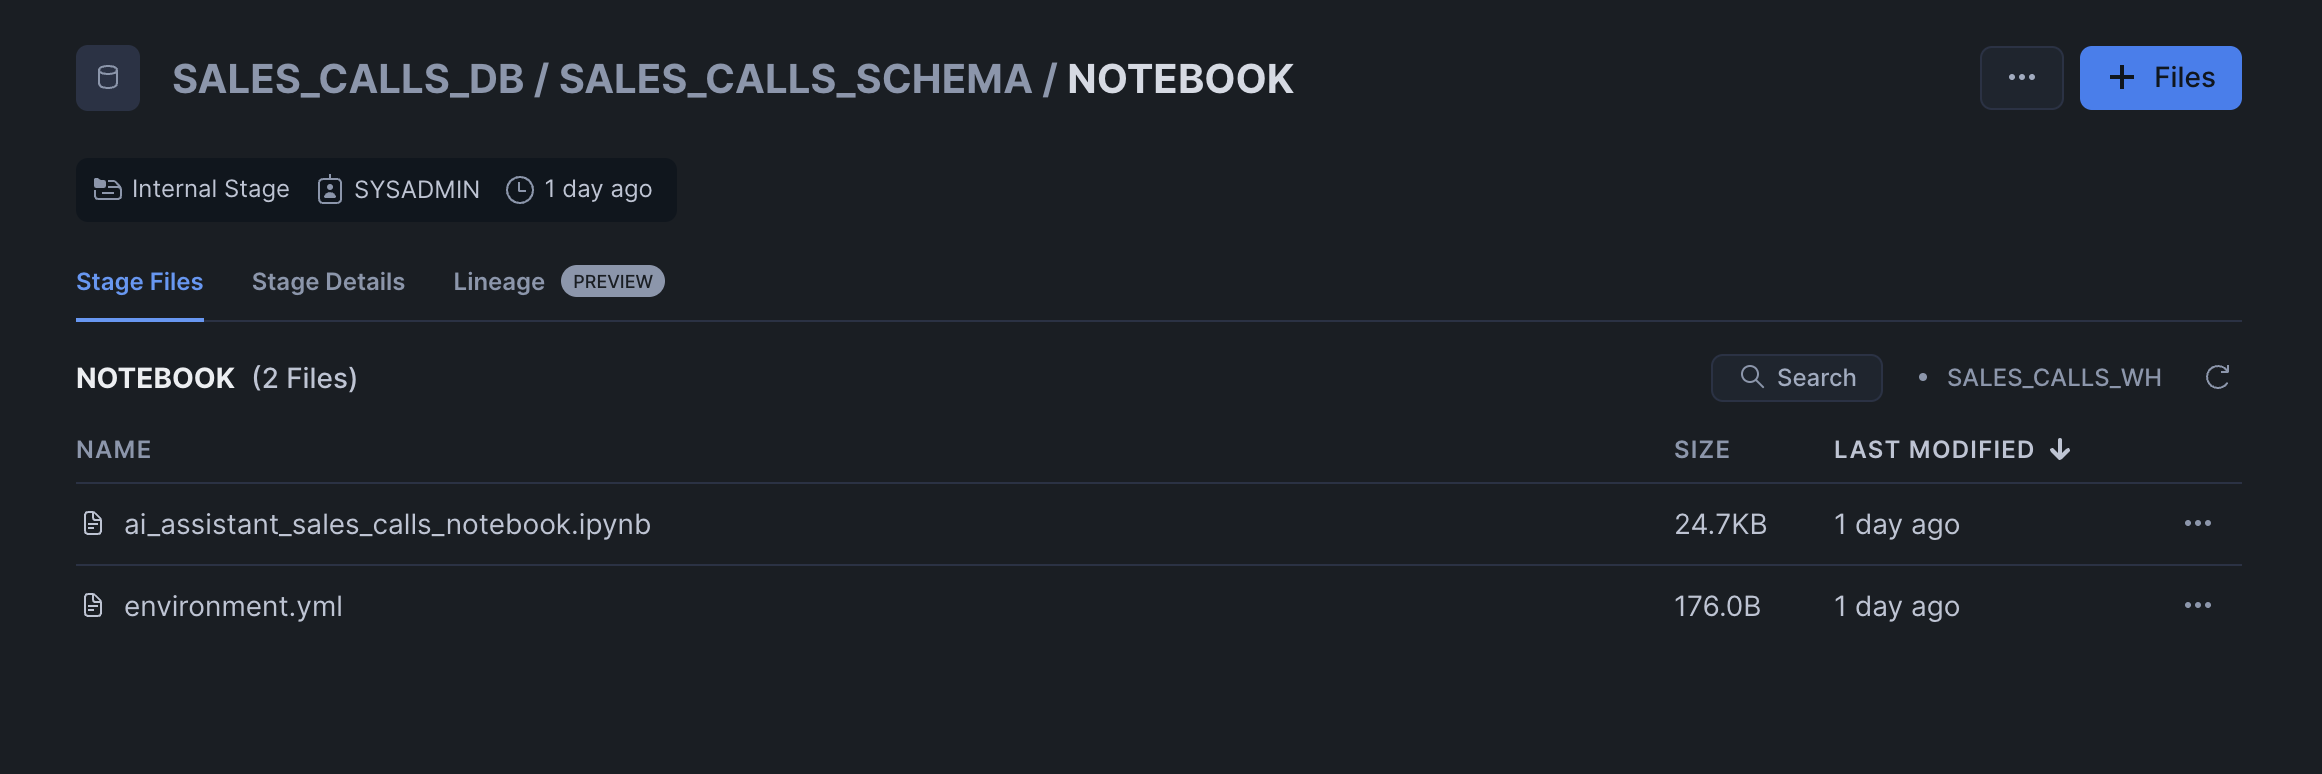 SALES_CALLS_DB / SALES_CALLS_SCHEMA / NOTEBOOK
Files
Internal Stage SYSADMIN 1 day ago
Stage Files Stage Details Lineage PREVIEW
NOTEBOOK (2 Files) Search • SALES_CALLS_WH
NAME SIZE LAST MODIFIED
ai_assistant_sales_calls_notebook.ipynb 24.7KB 1 day ago
environment.yml 176.0B 1 day ago